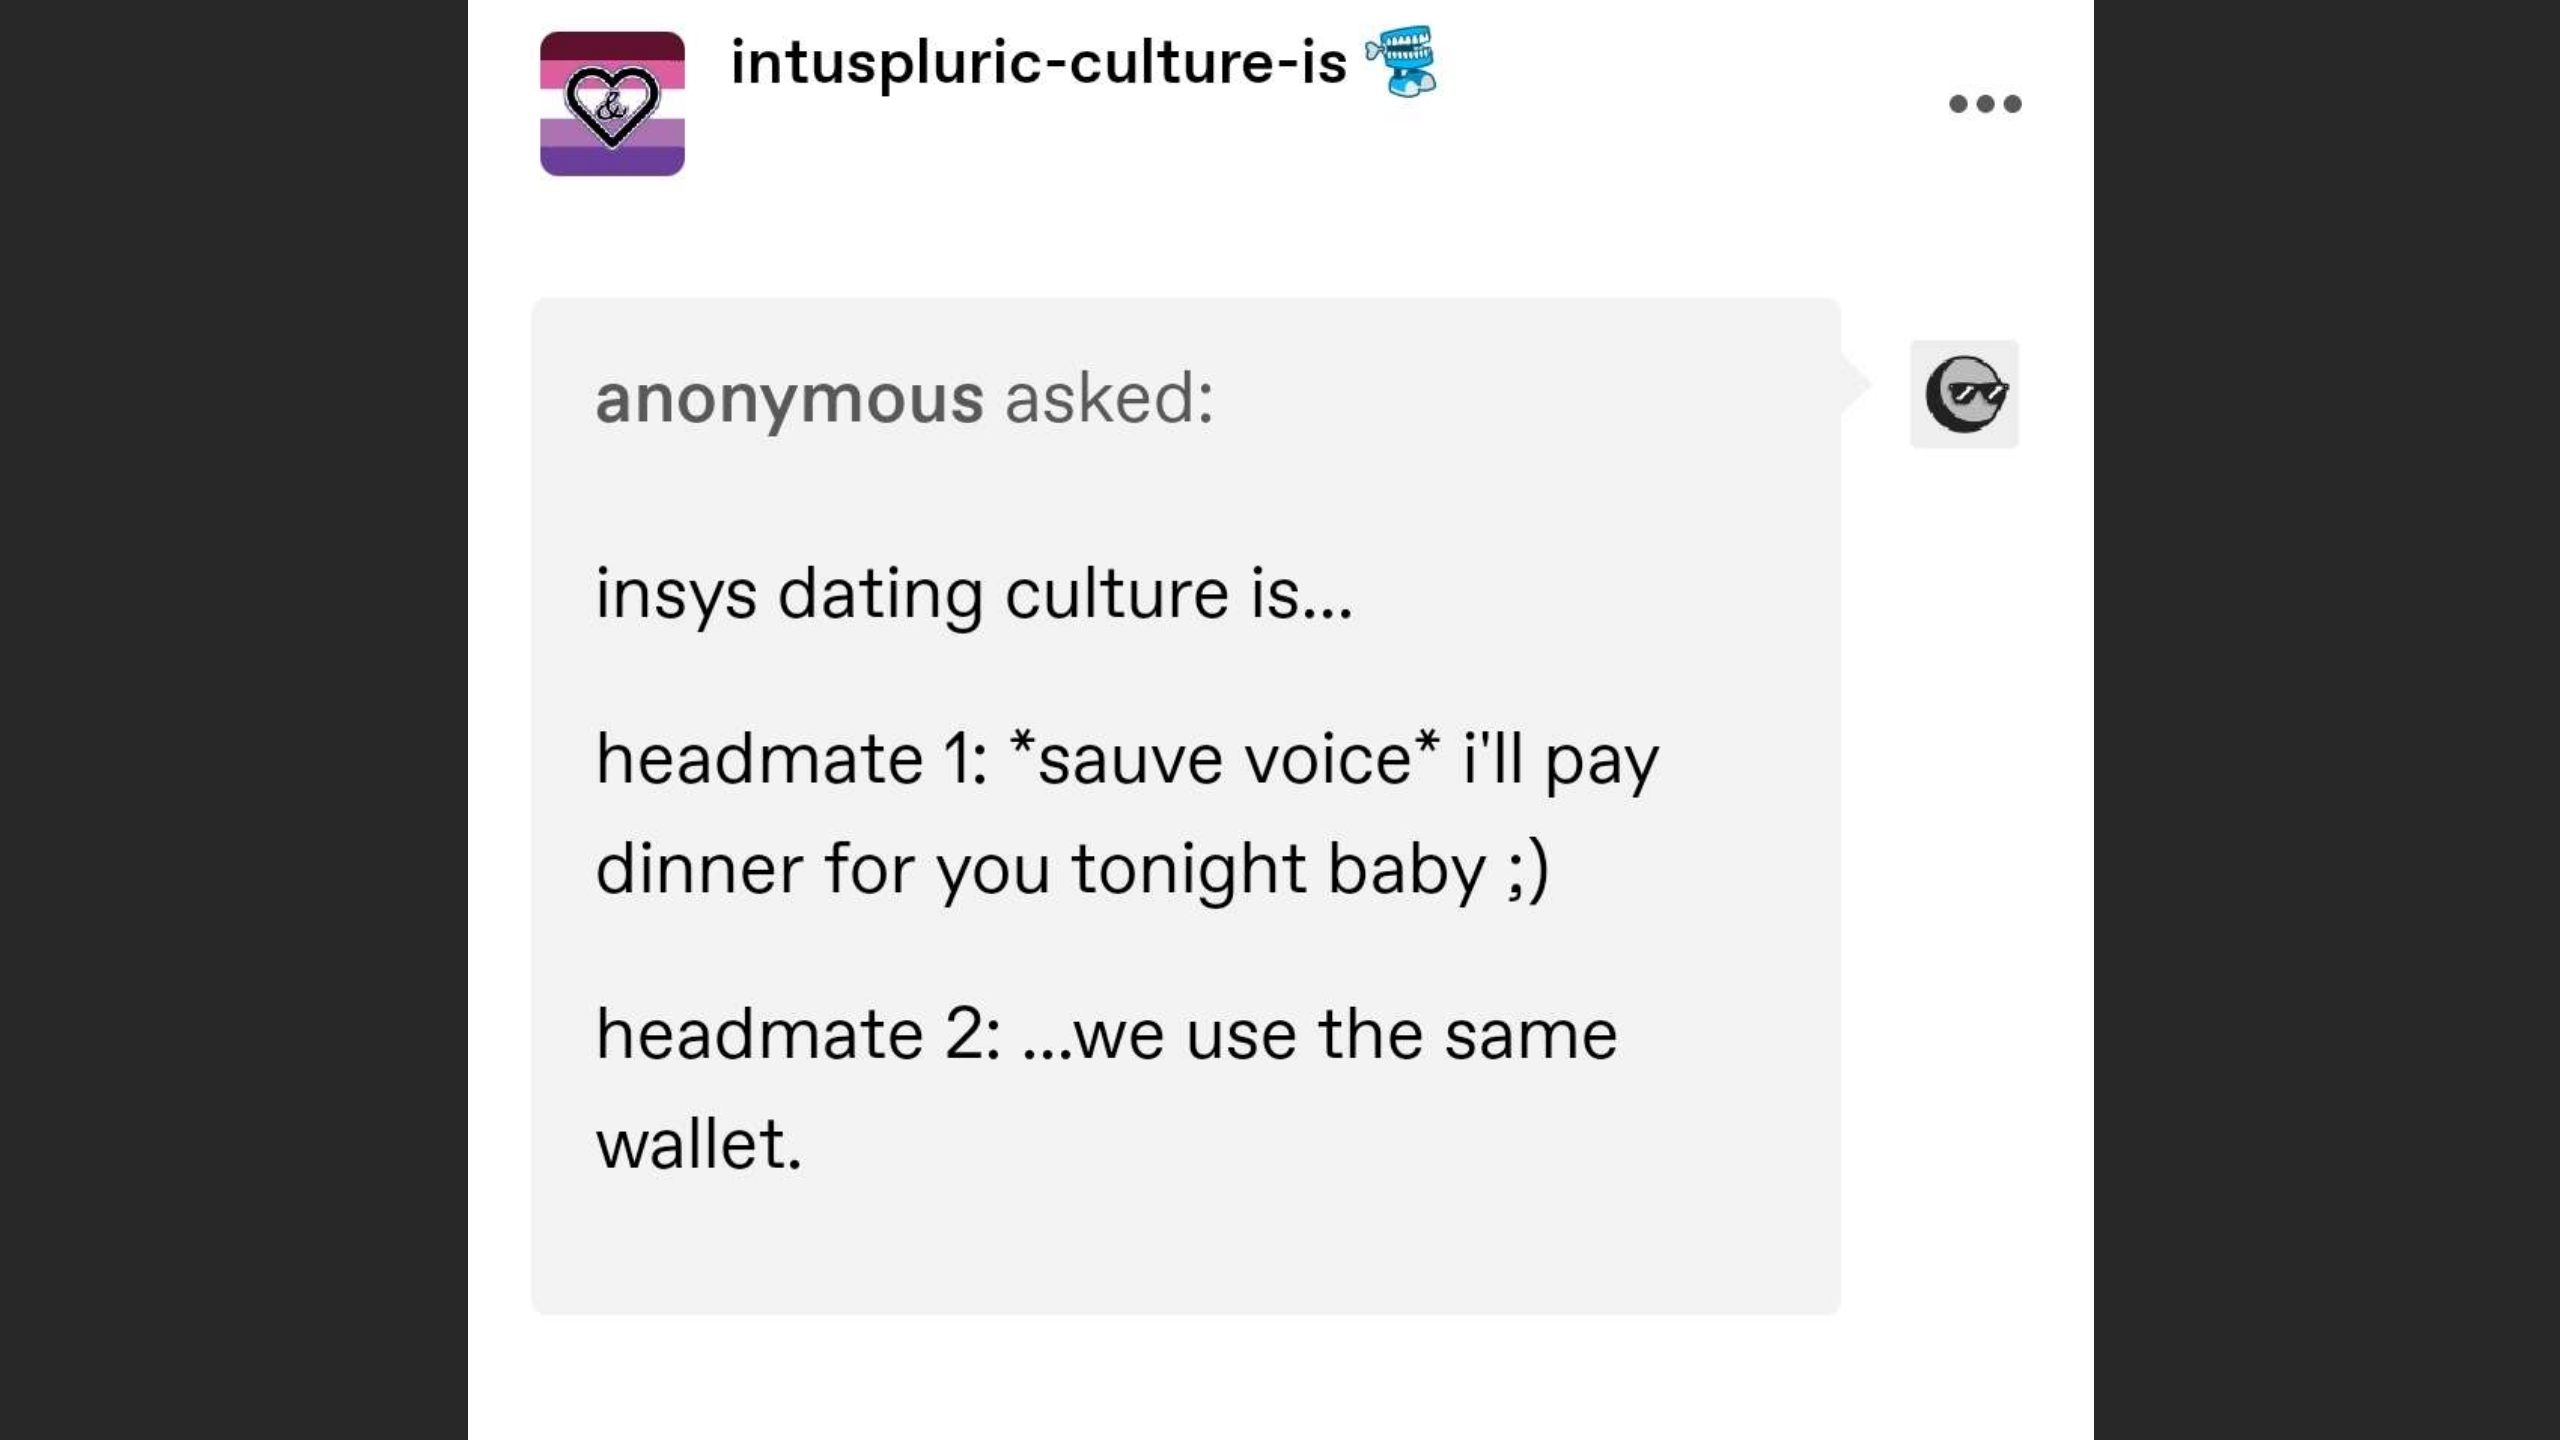 intuspluric-culture-is
&
anonymous asked:
insys dating culture is...
headmate 1: *sauve voice* i'll pay
dinner for you tonight baby ;)
headmate 2: ...we use the same
wallet.